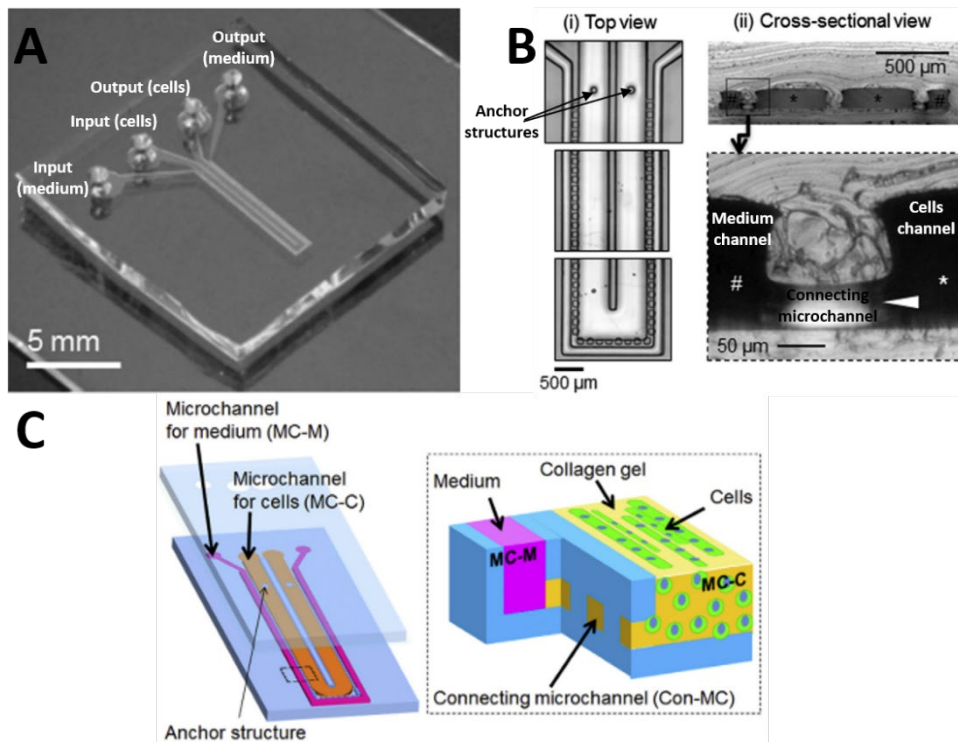 A
Output
(medium)
Output (cells)
Input (cells)
Input
(medium)
5 mm
B
(i) Top view
Anchor
structures
500 µm
(ii) Cross-sectional view
500 µm
#
*
*
#
Medium
channel
Cells
channel
#
*
Connecting
microchannel
50 µm
C
Microchannel
for medium (MC-M)
Microchannel
for cells (MC-C)
Anchor structure
Medium
Collagen gel
Cells
MC-M
MC-C
Connecting microchannel (Con-MC)